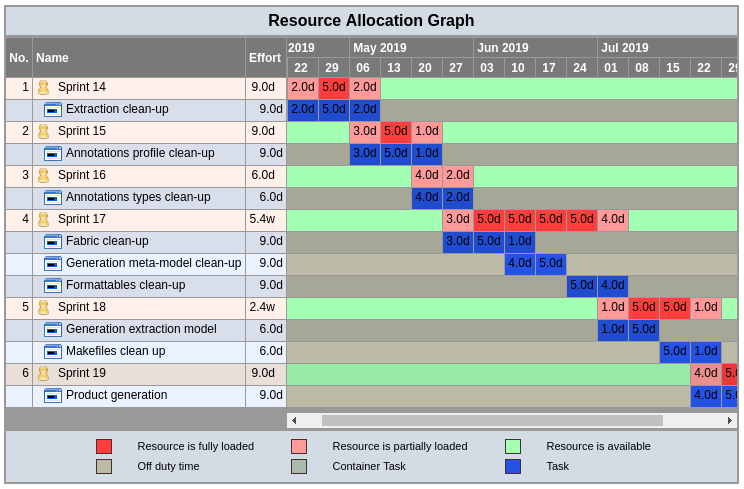 Resource Allocation Graph
No. Name Effort 2019 May 2019 Jun 2019 Jul 2019
22 29 06 13 20 27 03 10 17 24 01 08 15 22 29
1 Sprint 14 9.0d 2.0d 5.0d 2.0d
Extraction clean-up 9.0d 2.0d 5.0d 2.0d
2 Sprint 15 9.0d 3.0d 5.0d 1.0d
Annotations profile clean-up 9.0d 3.0d 5.0d 1.0d
3 Sprint 16 6.0d 4.0d 2.0d
Annotations types clean-up 6.0d 4.0d 2.0d
4 Sprint 17 5.4w 3.0d 5.0d 5.0d 5.0d 5.0d 4.0d
Fabric clean-up 9.0d 3.0d 5.0d 1.0d
Generation meta-model clean-up 9.0d 4.0d 5.0d
Formattables clean-up 9.0d 5.0d 4.0d
5 Sprint 18 2.4w 1.0d 5.0d 5.0d 1.0d
Generation extraction model 6.0d 1.0d 5.0d
Makefiles clean up 6.0d 5.0d 1.0d
6 Sprint 19 9.0d 4.0d 5.0
Product generation 9.0d 4.0d 5.0
Resource is fully loaded Resource is partially loaded Resource is available
Off duty time Container Task Task